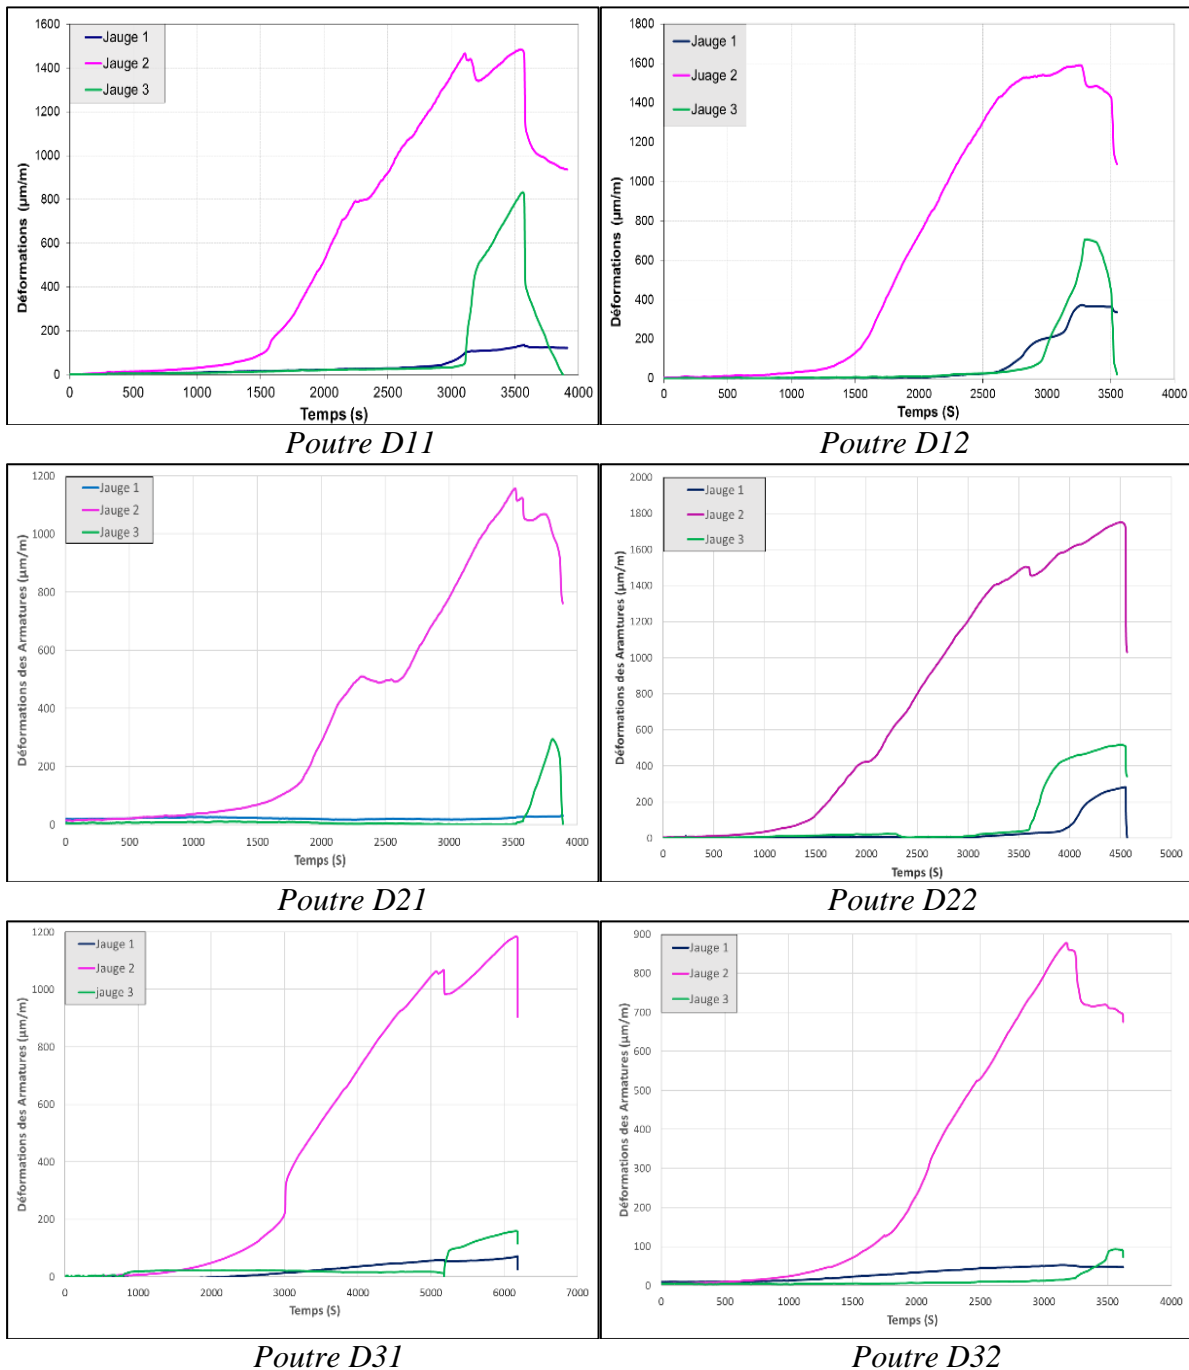 1600
1400
1200
1000
800
600
400
200
0
Déformations (µm/m)
Jauge 1
Jauge 2
Jauge 3
0 500 1000 1500 2000 2500 3000 3500 4000
Temps (s)
1800
1600
1400
1200
1000
800
600
400
200
0
Déformations (µm/m)
Jauge 1
Juage 2
Jauge 3
0 500 1000 1500 2000 2500 3000 3500 4000
Temps (S)
Poutre D11
Poutre D12
1200
1000
800
600
400
200
0
Déformations des Armatures (µm/m)
Jauge 1
Jauge 2
Jauge 3
0 500 1000 1500 2000 2500 3000 3500 4000
Temps (S)
2000
1800
1600
1400
1200
1000
800
600
400
200
0
Déformations des Aramtures (µm/m)
Jauge 1
Jauge 2
Jauge 3
0 500 1000 1500 2000 2500 3000 3500 4000 4500 5000
Temps (S)
Poutre D21
Poutre D22
1200
1000
800
600
400
200
0
Déformations des Armatures (µm/m)
Jauge 1
Jauge 2
jauge 3
0 1000 2000 3000 4000 5000 6000 7000
Temps (S)
900
800
700
600
500
400
300
200
100
0
Déformations des Armatures (µm/m)
Jauge 1
Jauge 2
Jauge 3
0 500 1000 1500 2000 2500 3000 3500 4000
Temps (S)
Poutre D31
Poutre D32